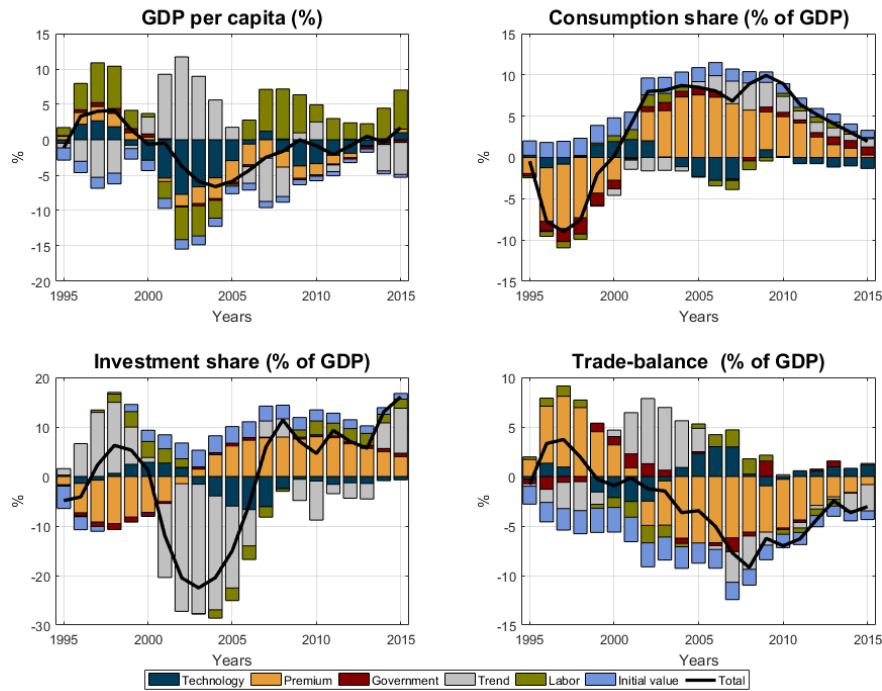 GDP per capita (%)
15
10
5
0
-5
-10
-15
-20
%
1995 2000 2005 2010 2015
Years
Consumption share (% of GDP)
15
10
5
0
-5
-10
-15
%
1995 2000 2005 2010 2015
Years
Investment share (% of GDP)
20
10
0
-10
-20
-30
%
1995 2000 2005 2010 2015
Years
Trade-balance (% of GDP)
10
5
0
-5
-10
-15
%
1995 2000 2005 2010 2015
Years
Technology Premium Government Trend Labor Initial value Total